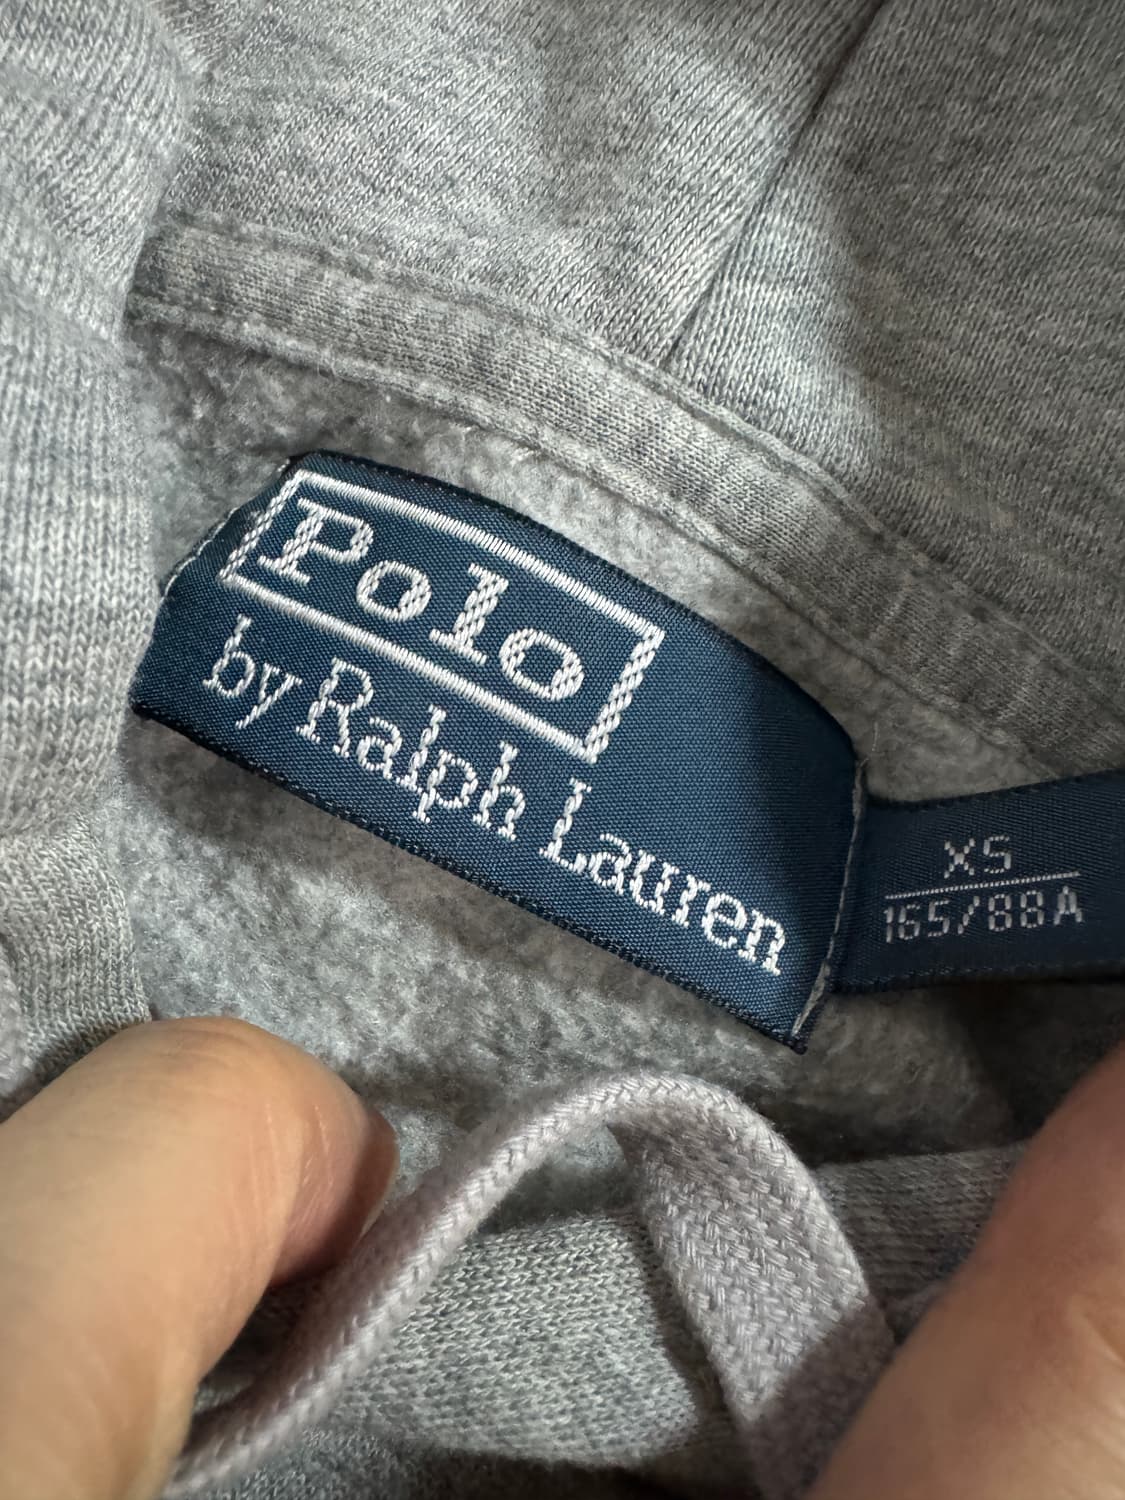 Polo
by Ralph Lauren
XS
165/88A